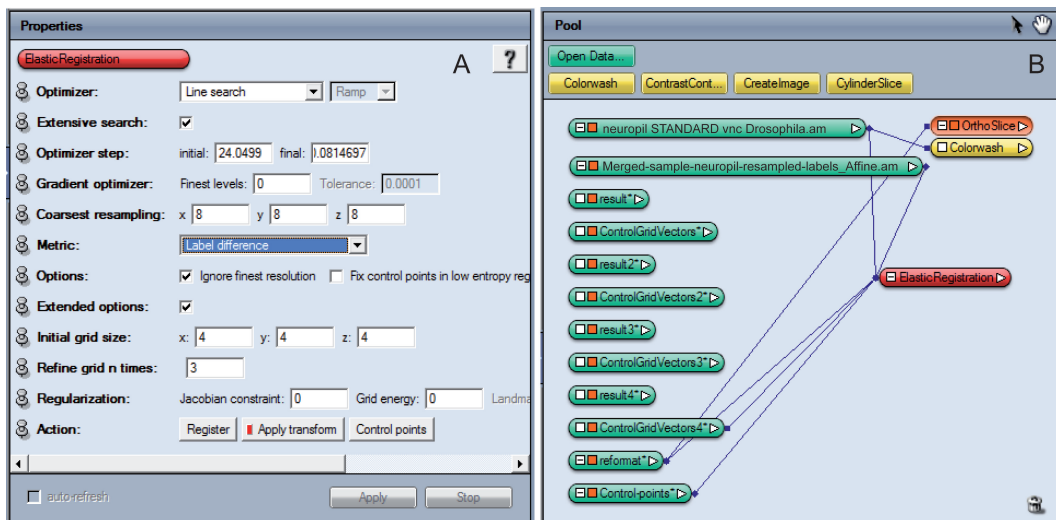 Properties
ElasticRegistration A ?
Optimizer: Line search Ramp
Extensive search:
Optimizer step: initial: 24.0499 final: 0.0814697
Gradient optimizer: Finest levels: 0 Tolerance: 0.0001
Coarsest resampling: x 8 y 8 z 8
Metric: Label difference
Options: Ignore finest resolution Fix control points in low entropy reg
Extended options:
Initial grid size: x: 4 y: 4 z: 4
Refine grid n times: 3
Regularization: Jacobian constraint: 0 Grid energy: 0 Landma
Action: Register Apply transform Control points
auto-refresh Apply Stop
Pool
Open Data... B
Colorwash ContrastCont... CreateImage CylinderSlice
neuropil STANDARD vnc Drosophila.am OrthoSlice
Colorwash
Merged-sample-neuropil-resampled-labels_Affine.am
result*
ControlGridVectors*
result2*
ElasticRegistration
ControlGridVectors2*
result3*
ControlGridVectors3*
result4*
ControlGridVectors4*
reformat*
Control-points*